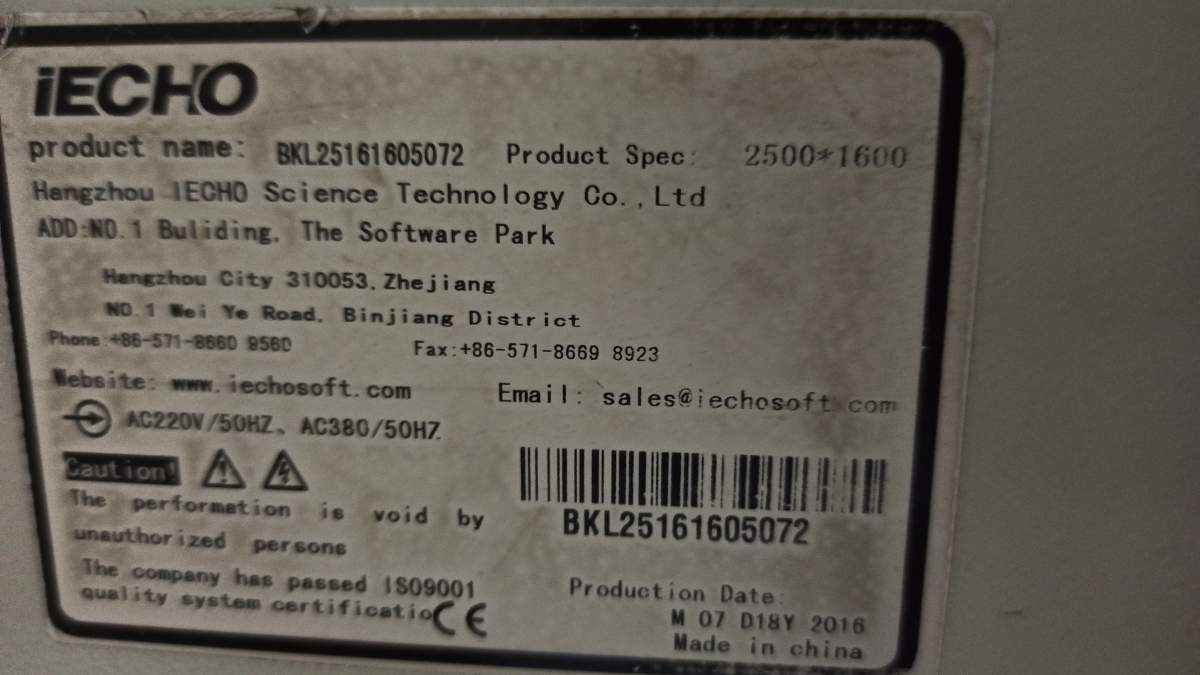 iECHO
product name: BKL25161605072 Product Spec: 2500*1600
Hangzhou IECHO Science Technology Co.,Ltd
ADD:NO.1 Buliding, The Software Park
Hangzhou City 310053,Zhejiang
NO.1 Wei Ye Road, Binjiang District
Phone:+86-571-8660 9560 Fax:+86-571-8669 8923
Website: www.iechosoft.com Email: sales@iechosoft.com
AC220V/50HZ、AC380/50HZ
Caution!
The performation is void by
unauthorized persons
BKL25161605072
The company has passed ISO9001
quality system certificatio
CE
Production Date:
M 07 D18Y 2016
Made in china